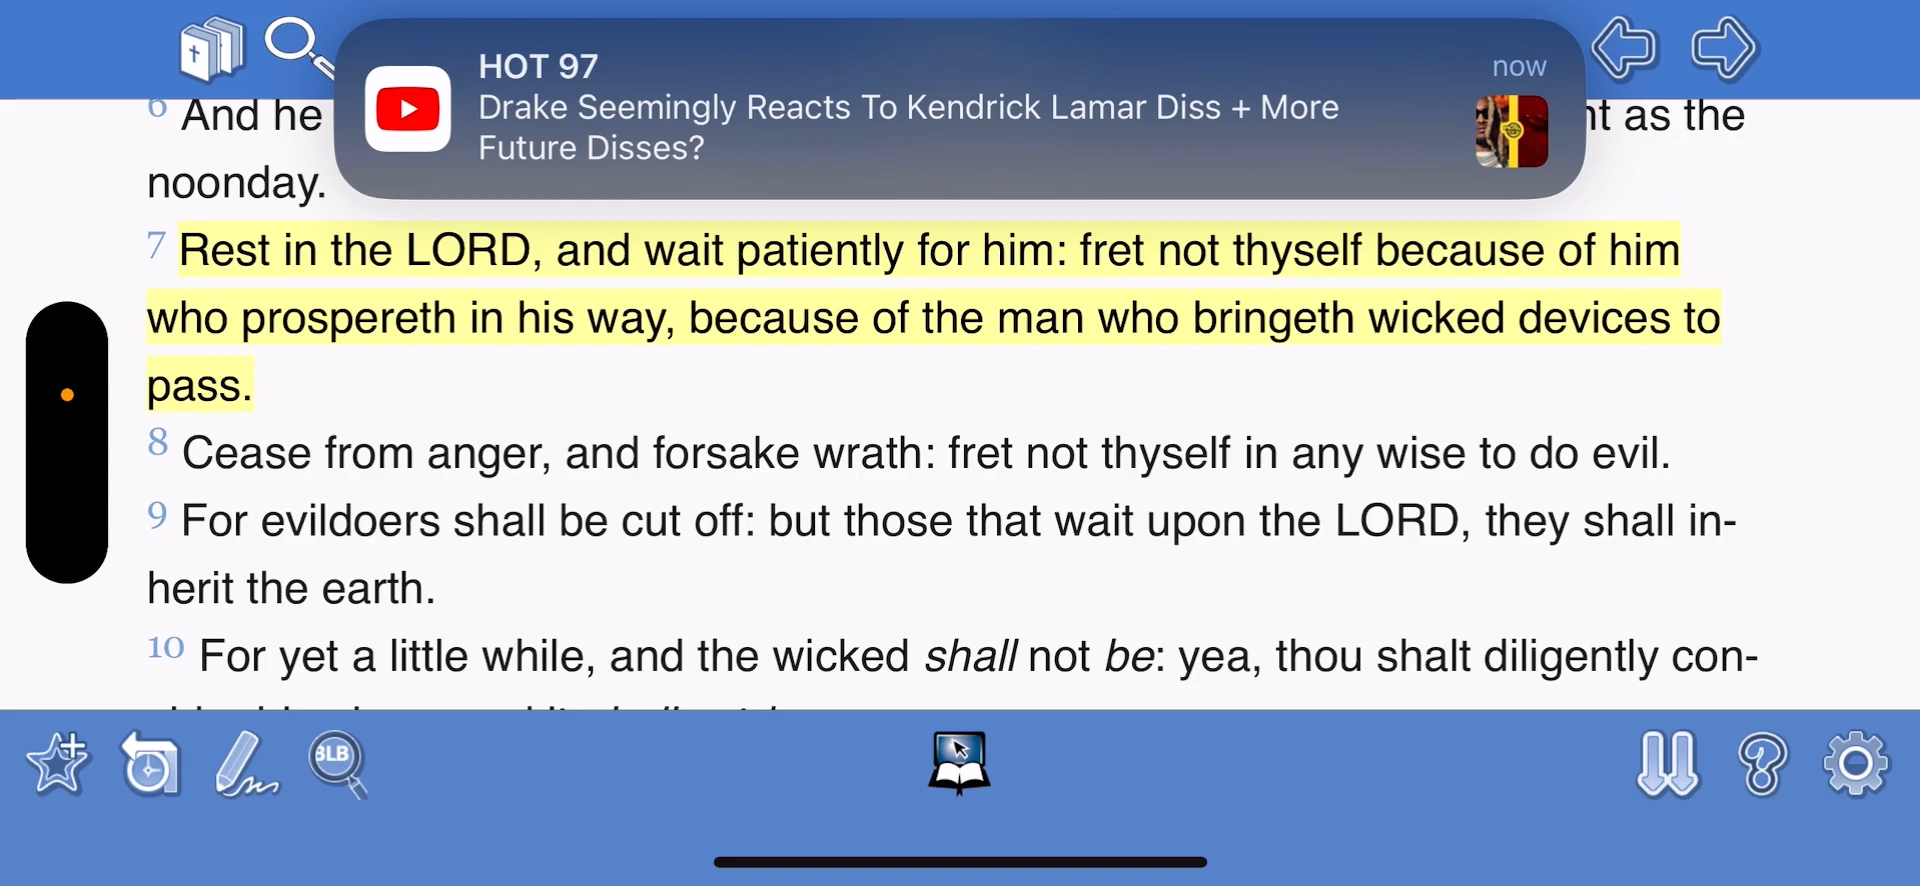 HOT 97
now
Drake Seemingly Reacts To Kendrick Lamar Diss + More
Future Disses?
6 And he nt as the
noonday.
7 Rest in the LORD, and wait patiently for him: fret not thyself because of him
who prospereth in his way, because of the man who bringeth wicked devices to
pass.
8 Cease from anger, and forsake wrath: fret not thyself in any wise to do evil.
9 For evildoers shall be cut off: but those that wait upon the LORD, they shall in-
herit the earth.
10 For yet a little while, and the wicked shall not be: yea, thou shalt diligently con-
BLB